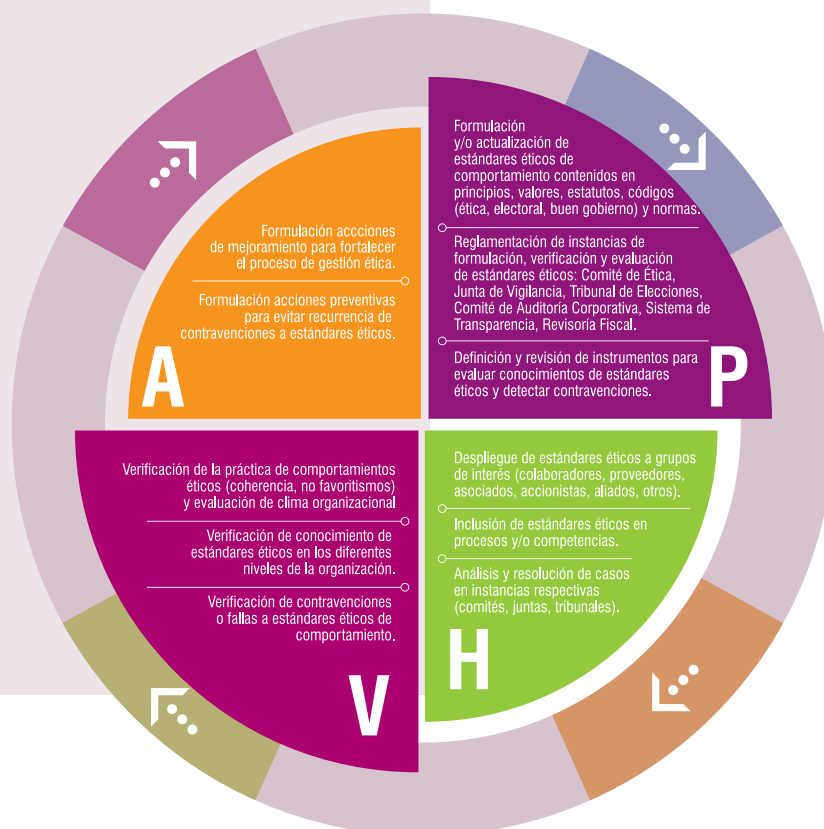 Formulación
y/o actualización de
estándares éticos de
comportamiento contenidos en
principios, valores, estatutos, códigos
(ética, electoral, buen gobierno) y normas.
Reglamentación de instancias de
formulación, verificación y evaluación
de estándares éticos: Comité de Ética,
Junta de Vigilancia, Tribunal de Elecciones,
Comité de Auditoría Corporativa, Sistema de
Transparencia, Revisoría Fiscal.
Definición y revisión de instrumentos para
evaluar conocimientos de estándares
éticos y detectar contravenciones.
P
Despliegue de estándares éticos a grupos
de interés (colaboradores, proveedores,
asociados, accionistas, aliados, otros).
Inclusión de estándares éticos en
procesos y/o competencias.
Análisis y resolución de casos
en instancias respectivas
(comités, juntas, tribunales).
H
Verificación de la práctica de comportamientos
éticos (coherencia, no favoritismos)
y evaluación de clima organizacional
Verificación de conocimiento de
estándares éticos en los diferentes
niveles de la organización.
Verificación de contravenciones
o fallas a estándares éticos de
comportamiento.
V
Formulación accciones
de mejoramiento para fortalecer
el proceso de gestión ética.
Formulación acciones preventivas
para evitar recurrencia de
contravenciones a estándares éticos.
A